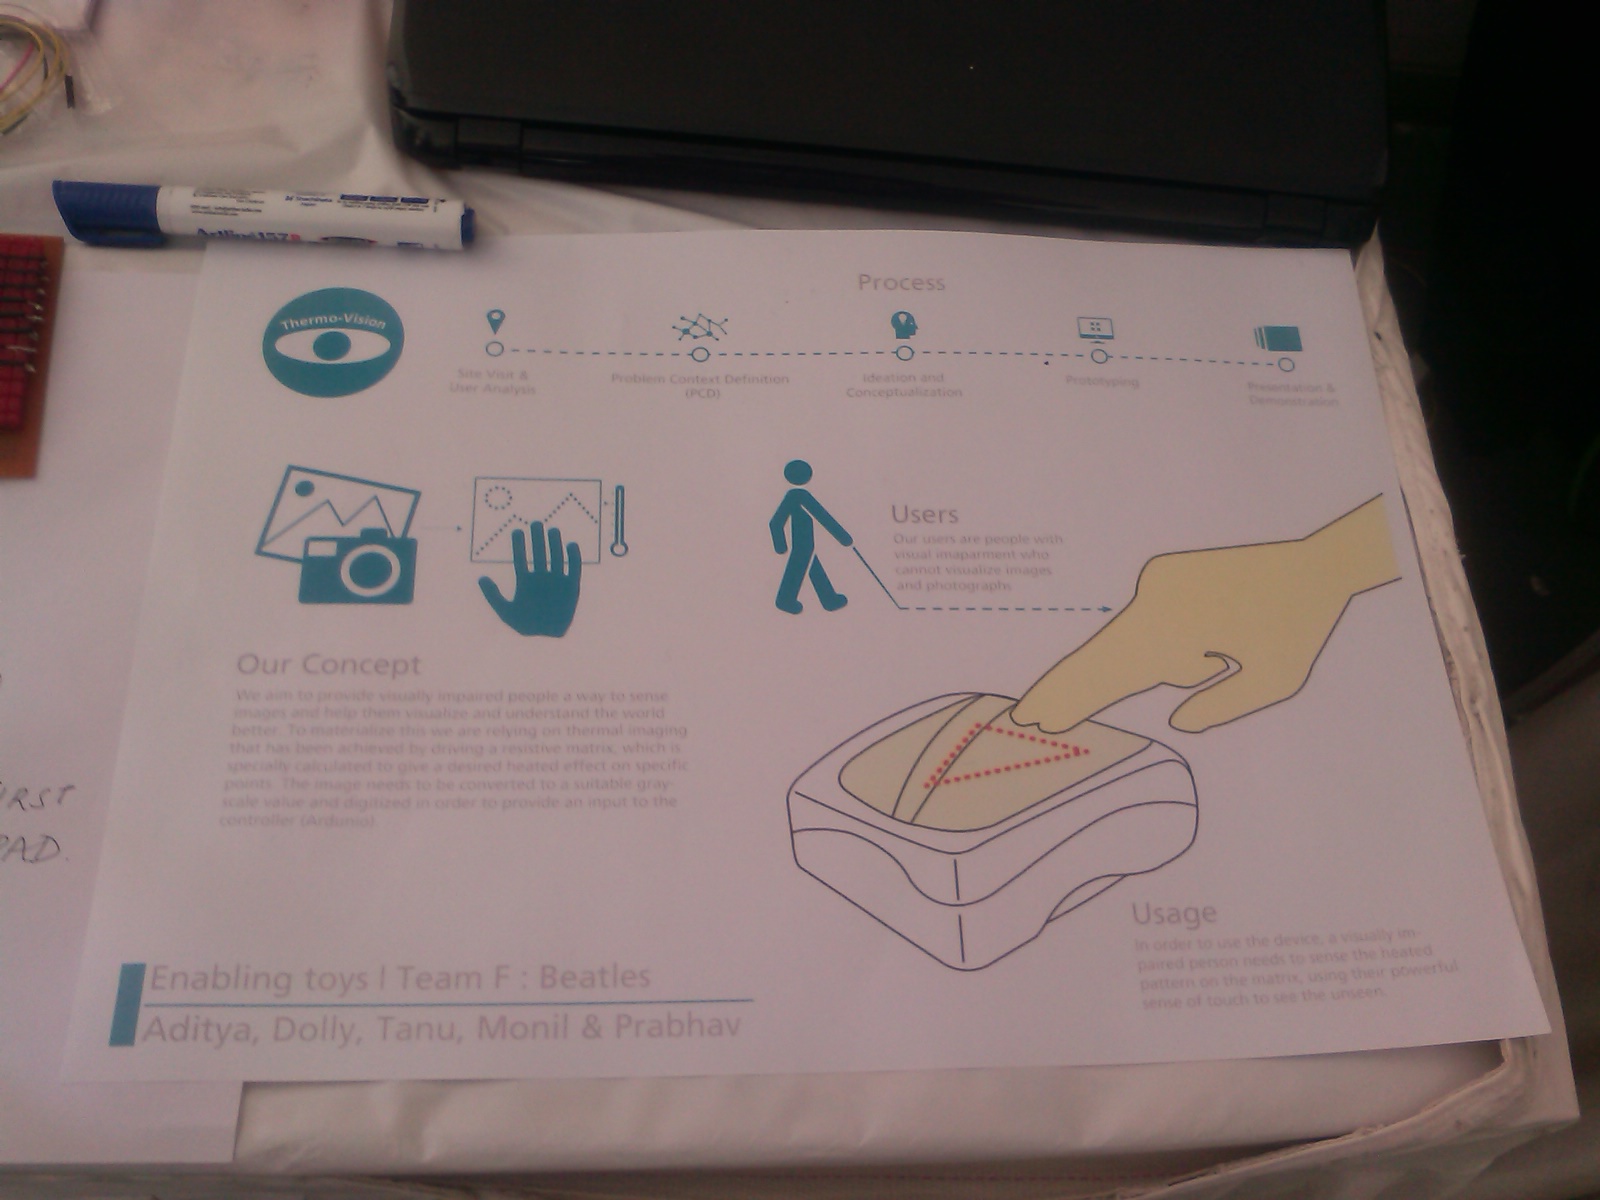 Artline 157R
Thermo-Vision
Process
Site Visit &
User Analysis
Problem Context Definition
(PCD)
Ideation and
Conceptualization
Prototyping
Presentation &
Demonstration
Users
Our users are people with
visual imaparment who
cannot visualize images
and photographs
Our Concept
We aim to provide visually impaired people a way to sense
images and help them visualize and understand the world
better. To materialize this we are relying on thermal imaging
that has been achieved by driving a resistive matrix, which is
specially calculated to give a desired heated effect on specific
points. The image needs to be converted to a suitable gray-
scale value and digitized in order to provide an input to the
controller (Ardunio)
Usage
In order to use the device, a visually im-
paired person needs to sense the heated
pattern on the matrix, using their powerful
sense of touch to see the unseen.
Enabling toys | Team F : Beatles
Aditya, Dolly, Tanu, Monil & Prabhav
PAD.